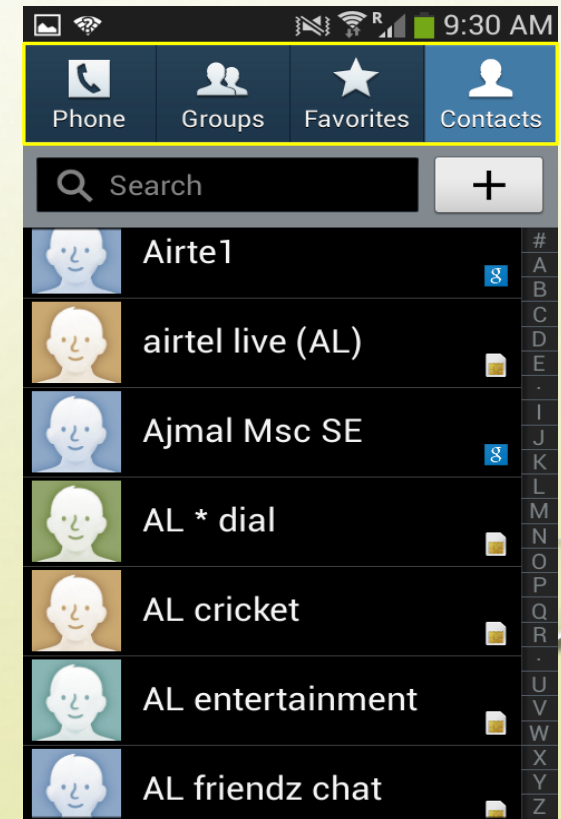 R 9:30 AM
Phone Groups Favorites Contacts
Search
+
Airte1
g
airtel live (AL)
Ajmal Msc SE
g
AL * dial
AL cricket
AL entertainment
AL friendz chat
#
A
B
C
D
E
.
I
J
K
L
M
N
O
P
Q
R
.
U
V
W
X
Y
Z